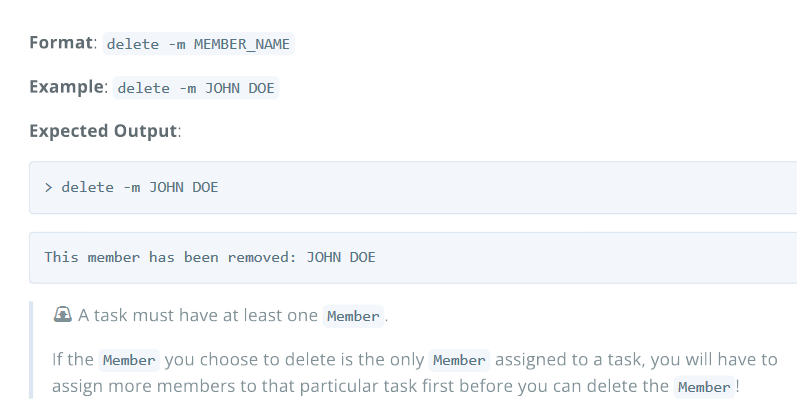 Format: delete -m MEMBER_NAME
Example: delete -m JOHN DOE
Expected Output:
> delete -m JOHN DOE
This member has been removed: JOHN DOE
A task must have at least one Member.
If the Member you choose to delete is the only Member assigned to a task, you will have to
assign more members to that particular task first before you can delete the Member!